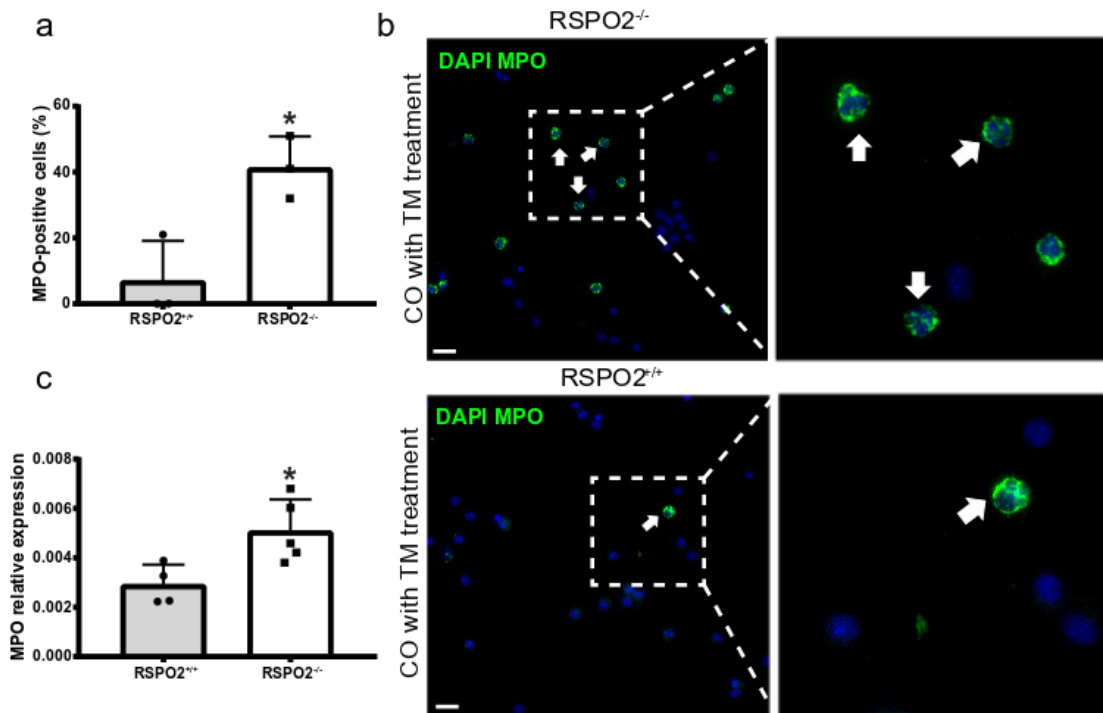 a
MPO-positive cells (%)
60
40
20
0
*
RSPO2+/+
RSPO2-/-
b
RSPO2-/-
CO with TM treatment
DAPI MPO
c
MPO relative expression
0.008
0.006
0.004
0.002
0.000
*
RSPO2+/+
RSPO2-/-
RSPO2+/+
CO with TM treatment
DAPI MPO